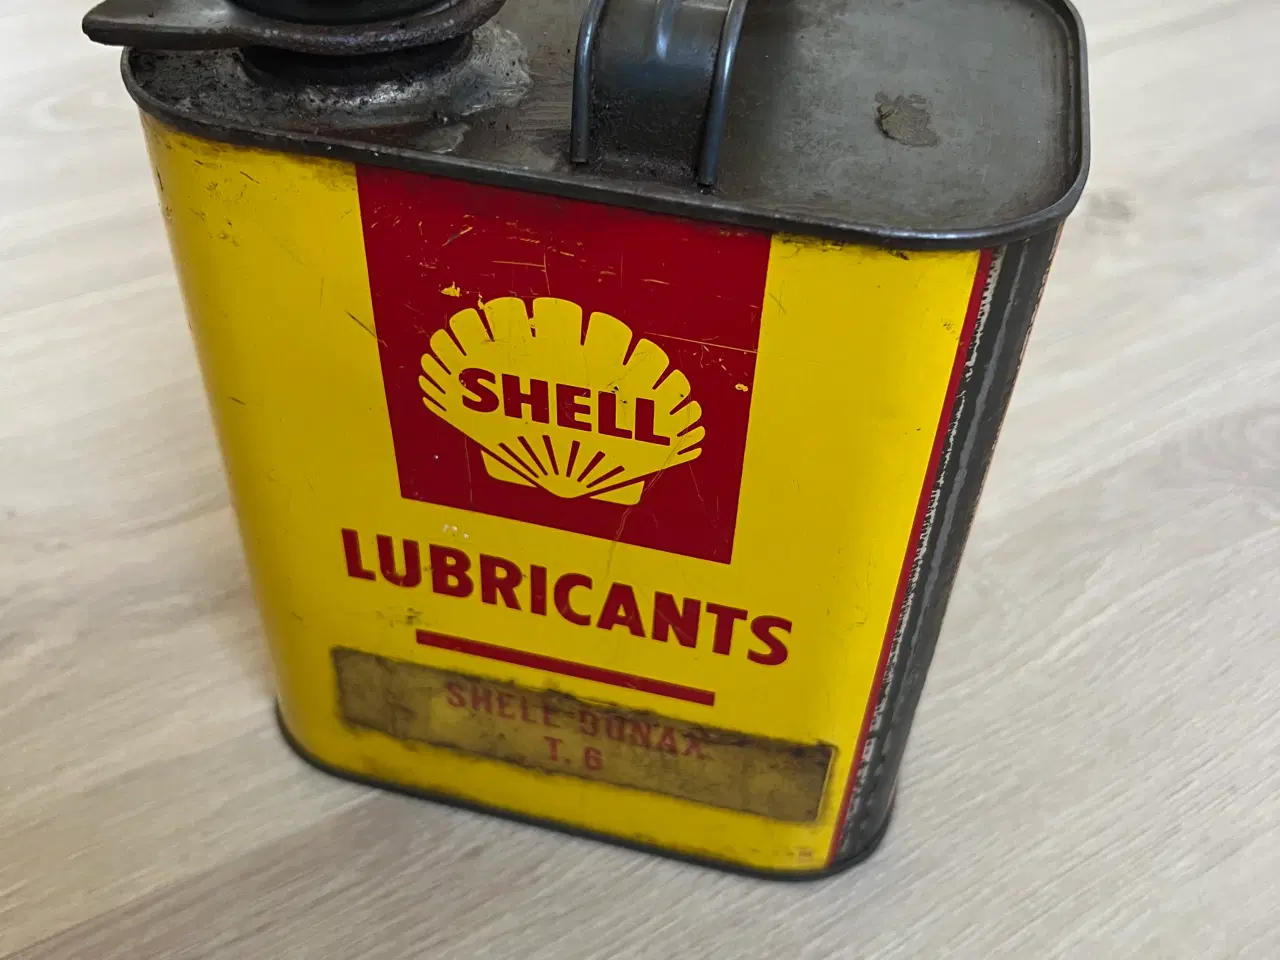 SHELL
LUBRICANTS
SHELL DONAX
T. 6